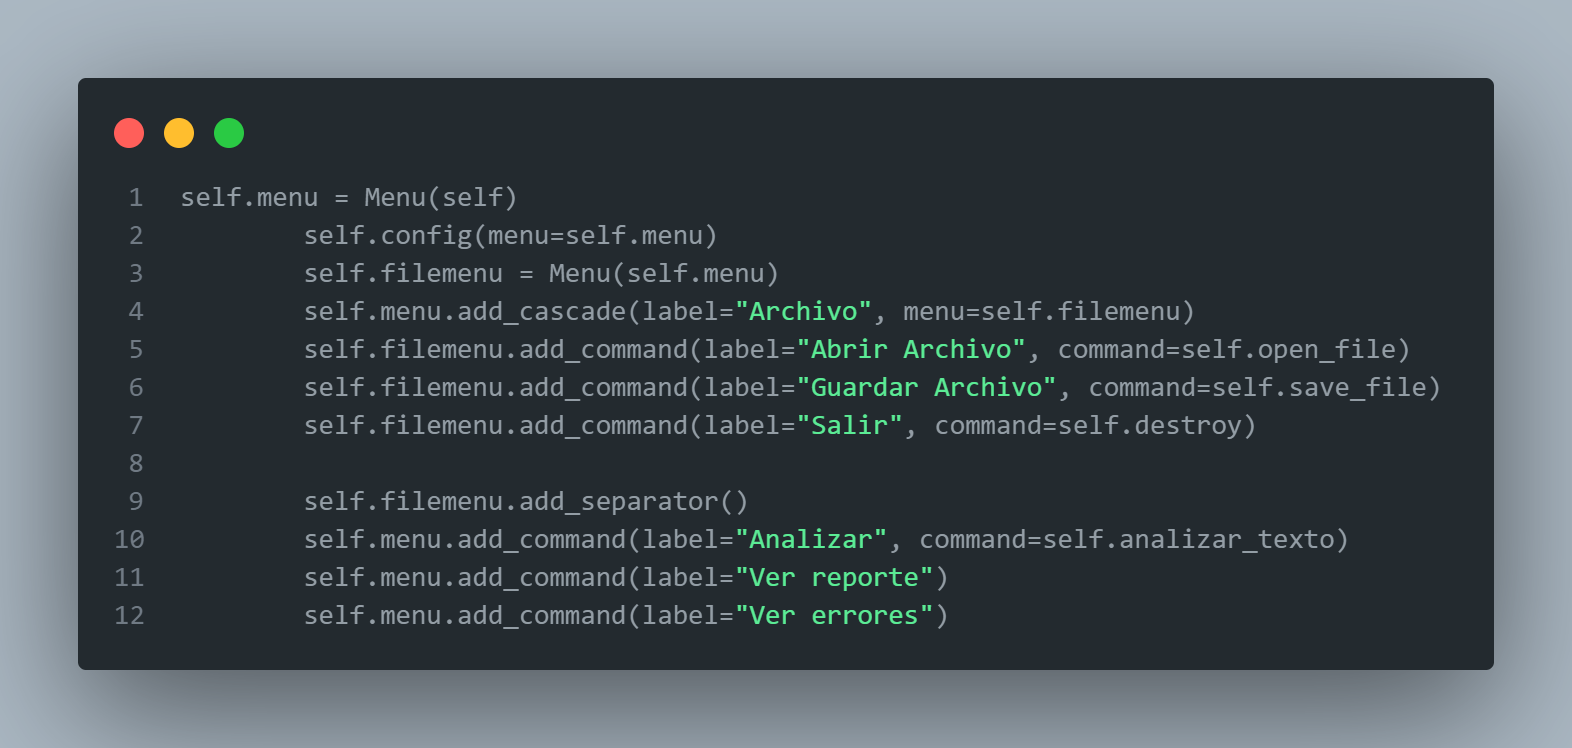 1 self.menu = Menu(self)
2         self.config(menu=self.menu)
3         self.filemenu = Menu(self.menu)
4         self.menu.add_cascade(label="Archivo", menu=self.filemenu)
5         self.filemenu.add_command(label="Abrir Archivo", command=self.open_file)
6         self.filemenu.add_command(label="Guardar Archivo", command=self.save_file)
7         self.filemenu.add_command(label="Salir", command=self.destroy)
8
9         self.filemenu.add_separator()
10         self.menu.add_command(label="Analizar", command=self.analizar_texto)
11         self.menu.add_command(label="Ver reporte")
12         self.menu.add_command(label="Ver errores")